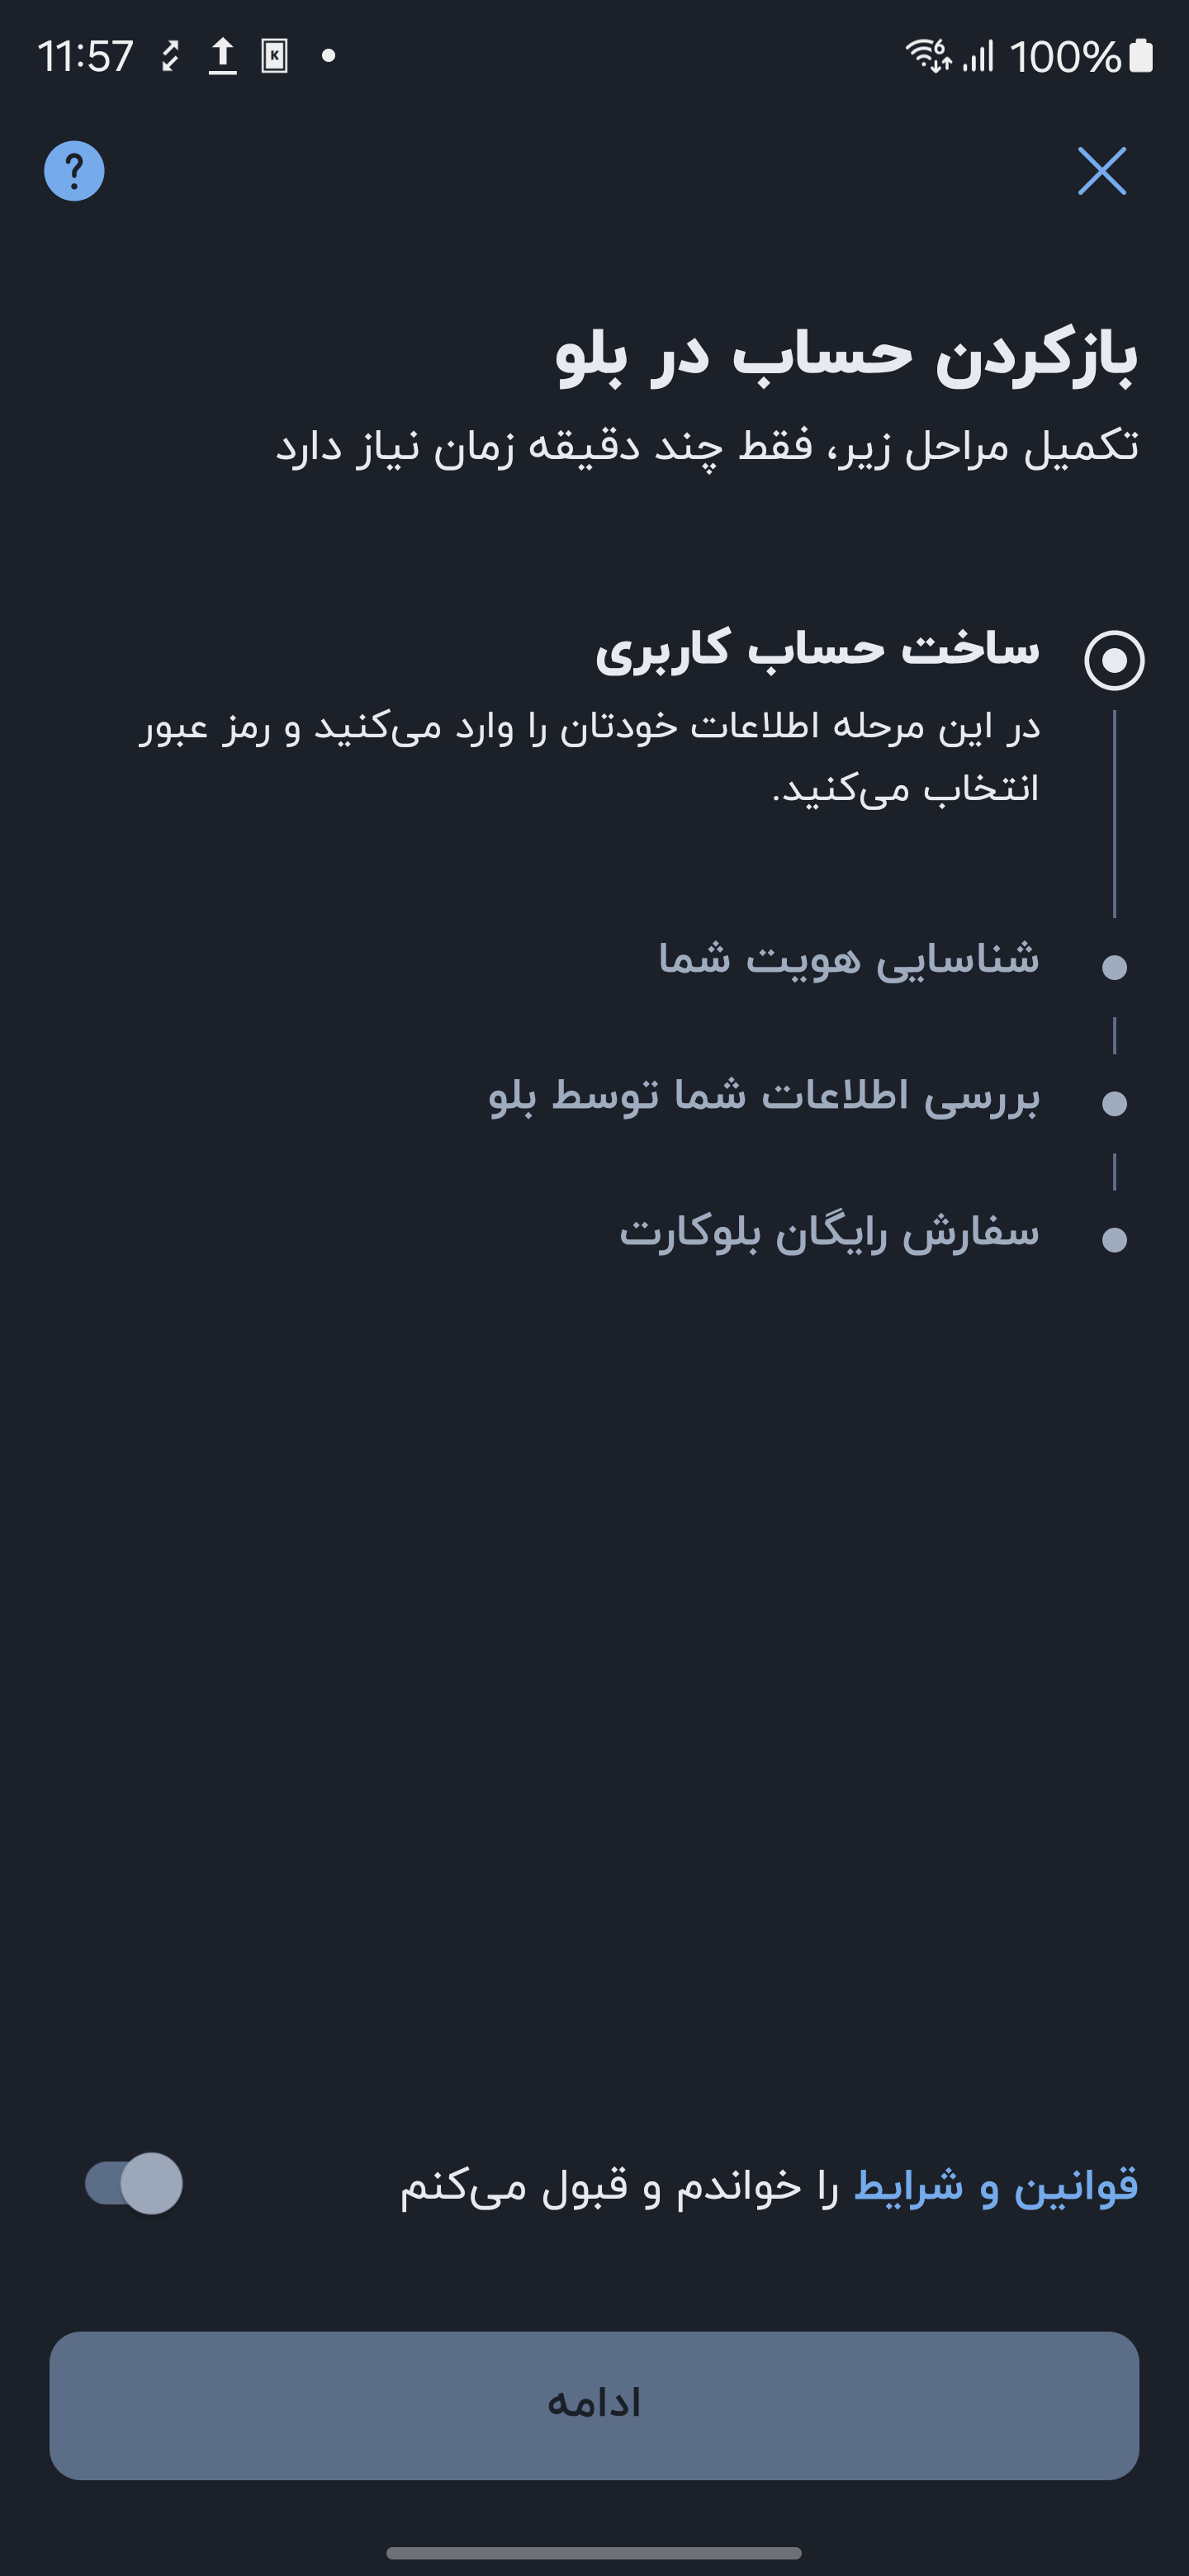 11:57
100%
بازکردن حساب در بلو
تکمیل مراحل زیر، فقط چند دقیقه زمان نیاز دارد
ساخت حساب کاربری
در این مرحله اطلاعات خودتان را وارد می‌کنید و رمز عبور
انتخاب می‌کنید.
شناسایی هویت شما
بررسی اطلاعات شما توسط بلو
سفارش رایگان بلوکارت
قوانین و شرایط را خواندم و قبول می‌کنم
ادامه